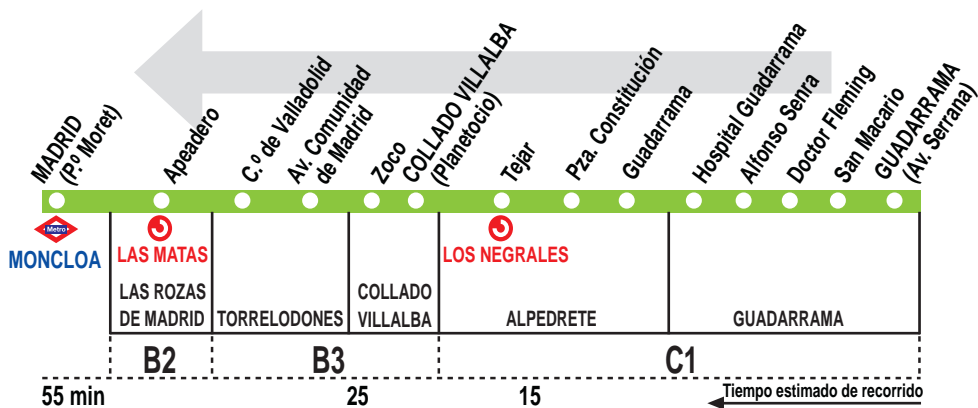 MADRID
(P.º Moret)
Apeadero
C.º de Valladolid
Av. Comunidad
de Madrid
Zoco
COLLADO VILLALBA
(Planetocio)
Tejar
Pza. Constitución
Guadarrama
Hospital Guadarrama
Alfonso Senra
Doctor Fleming
San Macario
GUADARRAMA
(Av. Serrana)
Metro
MONCLOA
LAS MATAS
LOS NEGRALES
LAS ROZAS
DE MADRID
TORRELODONES
COLLADO
VILLALBA
ALPEDRETE
GUADARRAMA
B2
B3
C1
55 min
25
15
Tiempo estimado de recorrido